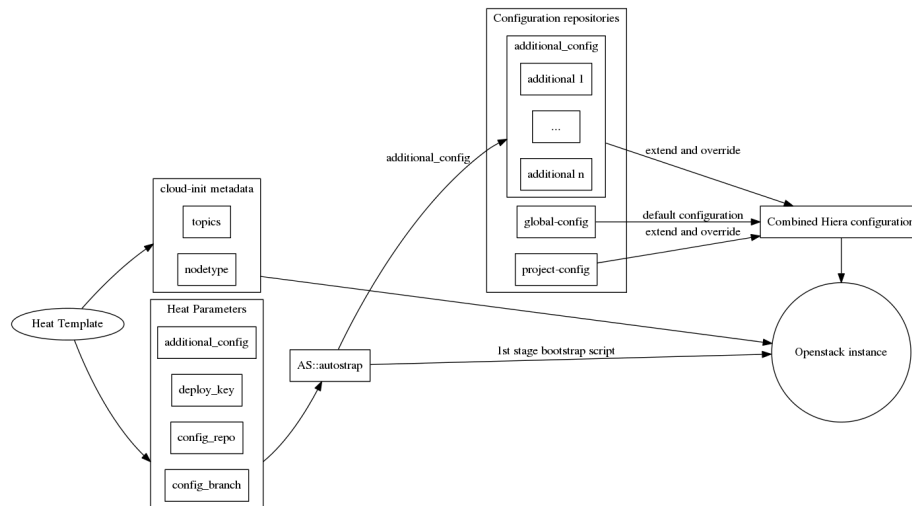 Configuration repositories
additional_config
additional 1
...
additional n
extend and override
additional_config
cloud-init metadata
topics
nodetype
global-config
default configuration
Combined Hiera configuration
extend and override
project-config
Heat Template
Heat Parameters
additional_config
deploy_key
config_repo
config_branch
AS::autostrap
1st stage bootstrap script
Openstack instance